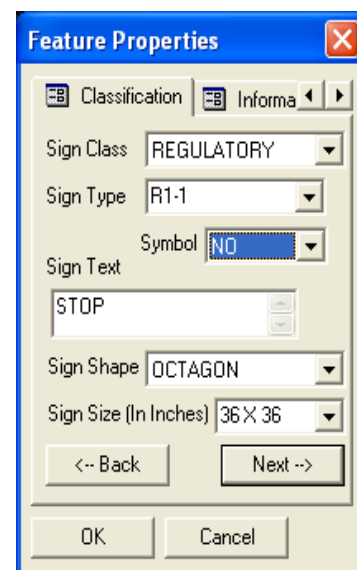 Feature Properties
Classification Informa
Sign Class REGULATORY
Sign Type R1-1
Symbol NO
Sign Text
STOP
Sign Shape OCTAGON
Sign Size (In Inches) 36 X 36
<-- Back Next -->
OK Cancel